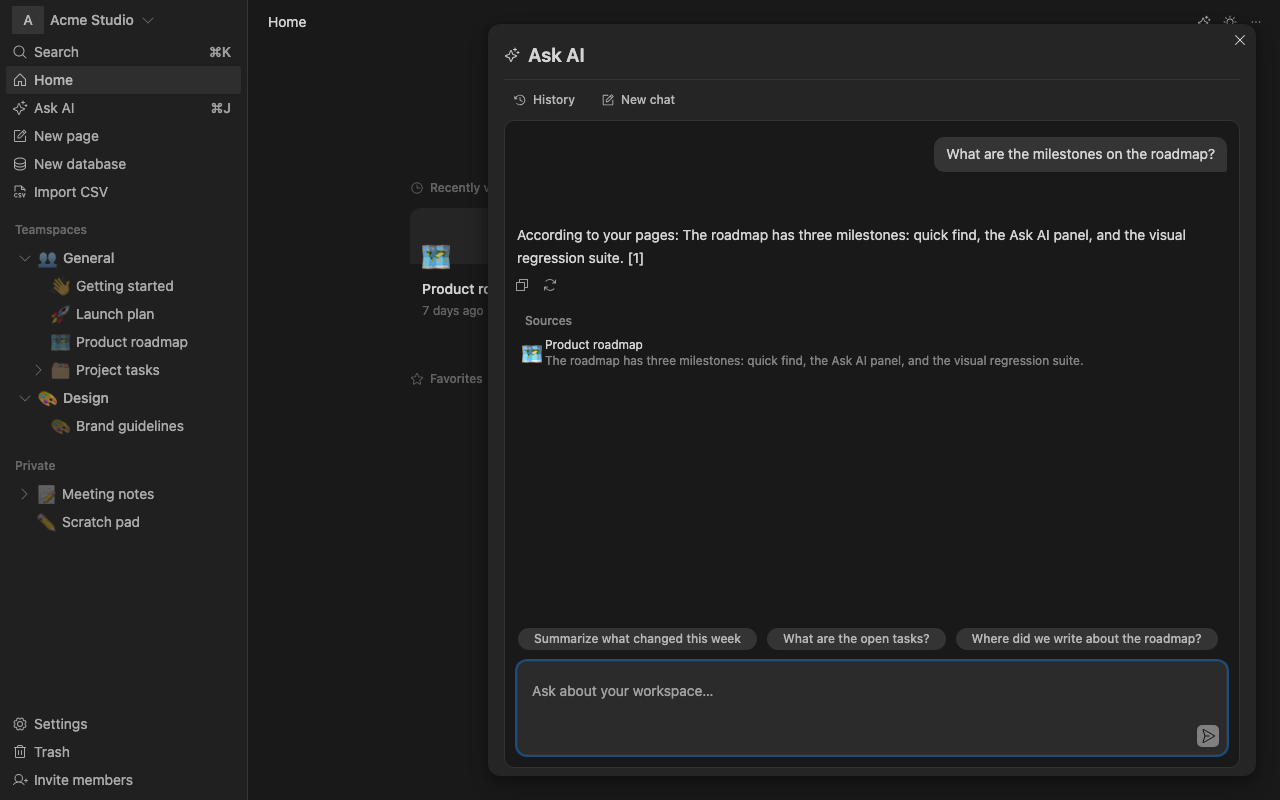 A Acme Studio
Search ⌘K
Home
Ask AI ⌘J
New page
New database
Import CSV
Teamspaces
General
Getting started
Launch plan
Product roadmap
Project tasks
Design
Brand guidelines
Private
Meeting notes
Scratch pad
Settings
Trash
Invite members
Home
Recently v
Product ro
7 days ago
Favorites
Ask AI
History New chat
What are the milestones on the roadmap?
According to your pages: The roadmap has three milestones: quick find, the Ask AI panel, and the visual
regression suite. [1]
Sources
Product roadmap
The roadmap has three milestones: quick find, the Ask AI panel, and the visual regression suite.
Summarize what changed this week What are the open tasks? Where did we write about the roadmap?
Ask about your workspace...